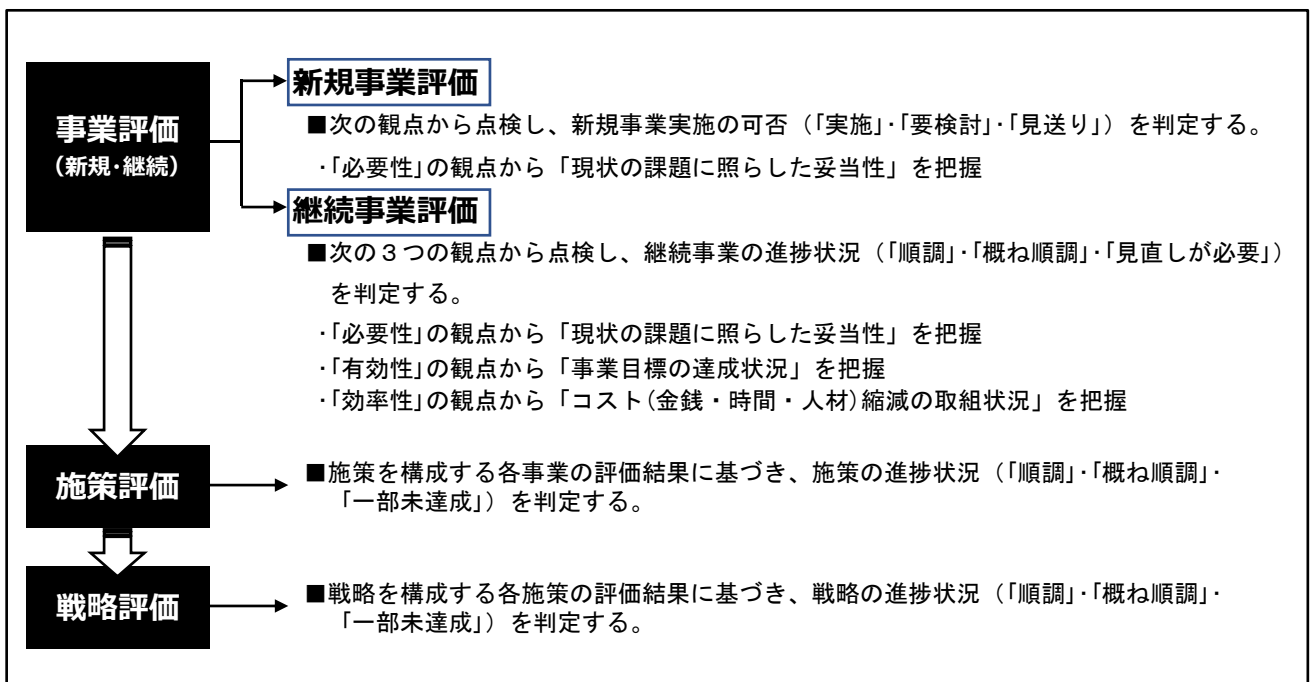 事業評価
(新規･継続)
新規事業評価
■次の観点から点検し、新規事業実施の可否（｢実施｣･｢要検討｣･｢見送り｣）を判定する。
･｢必要性｣の観点から「現状の課題に照らした妥当性」を把握
継続事業評価
■次の３つの観点から点検し、継続事業の進捗状況（｢順調｣･｢概ね順調｣･｢見直しが必要｣）
を判定する。
･｢必要性｣の観点から「現状の課題に照らした妥当性」を把握
･｢有効性｣の観点から「事業目標の達成状況」を把握
･｢効率性｣の観点から「コスト(金銭・時間・人材)縮減の取組状況」を把握
施策評価
■施策を構成する各事業の評価結果に基づき、施策の進捗状況（｢順調｣･｢概ね順調｣･
｢一部未達成｣）を判定する。
戦略評価
■戦略を構成する各施策の評価結果に基づき、戦略の進捗状況（｢順調｣･｢概ね順調｣･
｢一部未達成｣）を判定する。